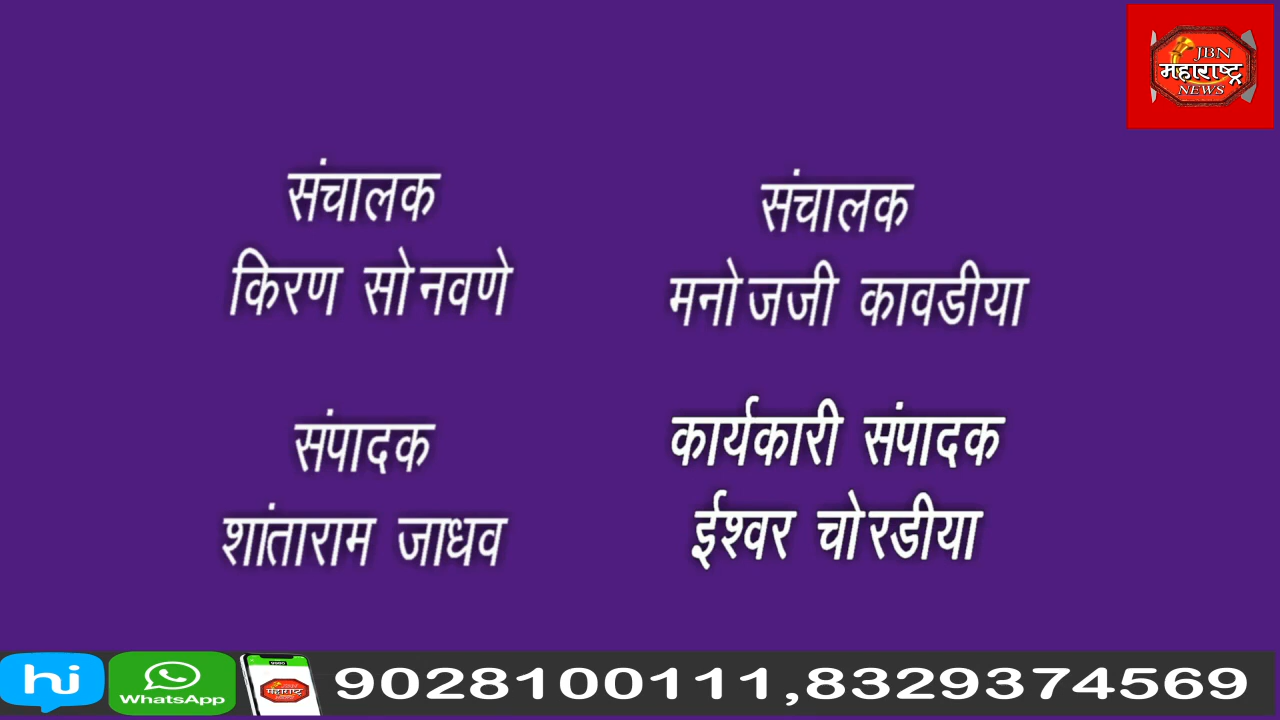 JBN
महाराष्ट्र
NEWS
संचालक
किरण सोनवणे
संचालक
मनोजजी कावडीया
संपादक
शांताराम जाधव
कार्यकारी संपादक
ईश्वर चोरडीया
hi
WhatsApp
महाराष्ट्र
9028100111,8329374569